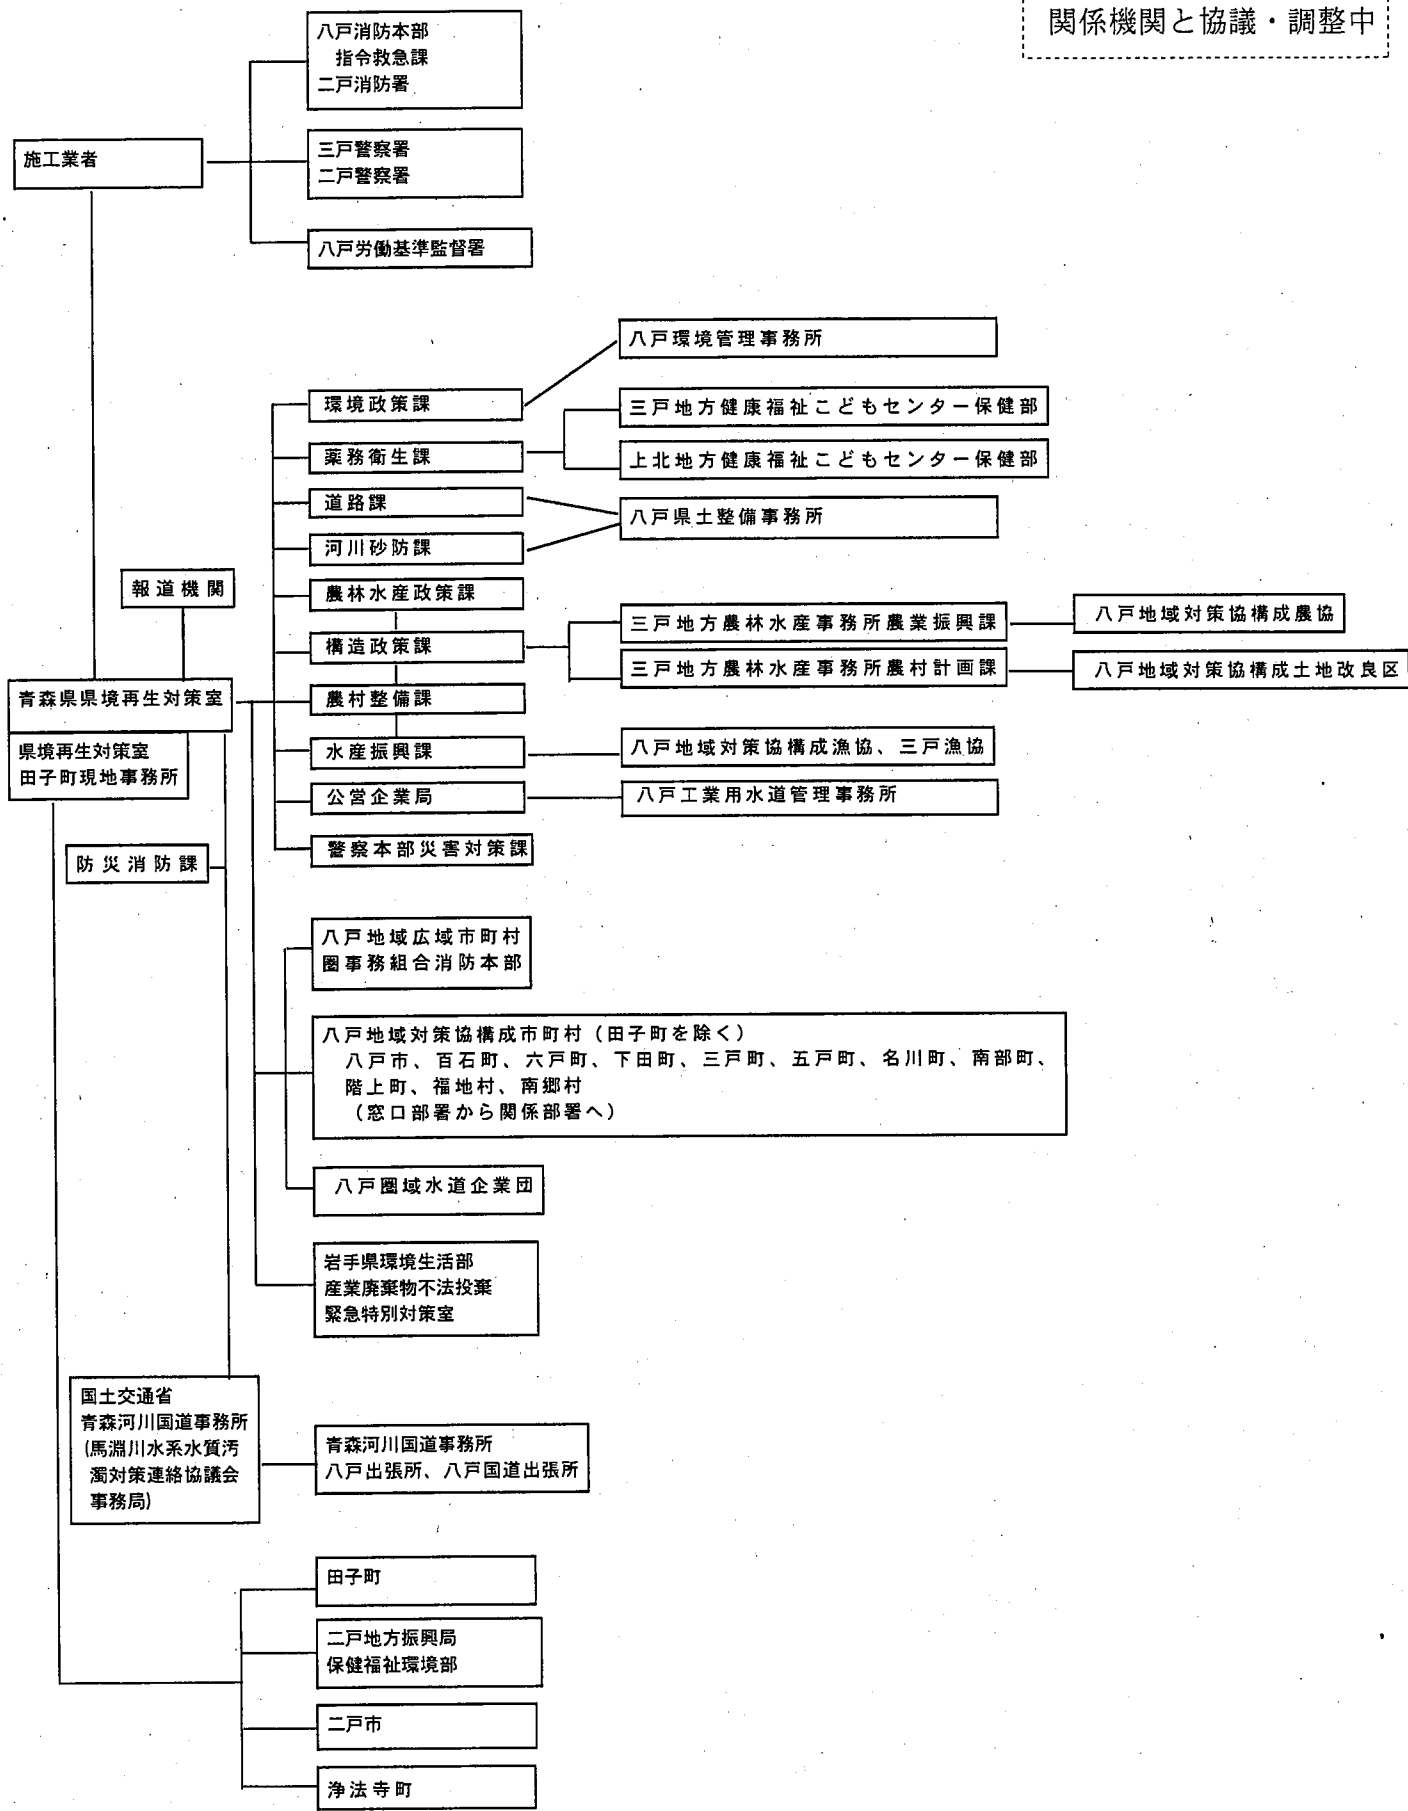 関係機関と協議・調整中
八戸消防本部
指令救急課
二戸消防署
施工業者
三戸警察署
二戸警察署
八戸労働基準監督署
八戸環境管理事務所
環境政策課
三戸地方健康福祉こどもセンター保健部
薬務衛生課
上北地方健康福祉こどもセンター保健部
道路課
八戸県土整備事務所
河川砂防課
報道機関
農林水産政策課
三戸地方農林水産事務所農業振興課
八戸地域対策協構成農協
構造政策課
三戸地方農林水産事務所農村計画課
八戸地域対策協構成土地改良区
青森県県境再生対策室
農村整備課
県境再生対策室
田子町現地事務所
水産振興課
八戸地域対策協構成漁協、三戸漁協
公営企業局
八戸工業用水道管理事務所
警察本部災害対策課
防災消防課
八戸地域広域市町村
圏事務組合消防本部
八戸地域対策協構成市町村（田子町を除く）
八戸市、百石町、六戸町、下田町、三戸町、五戸町、名川町、南部町、
階上町、福地村、南郷村
（窓口部署から関係部署へ）
八戸圏域水道企業団
岩手県環境生活部
産業廃棄物不法投棄
緊急特別対策室
国土交通省
青森河川国道事務所
(馬淵川水系水質汚
濁対策連絡協議会
事務局)
青森河川国道事務所
八戸出張所、八戸国道出張所
田子町
二戸地方振興局
保健福祉環境部
二戸市
浄法寺町